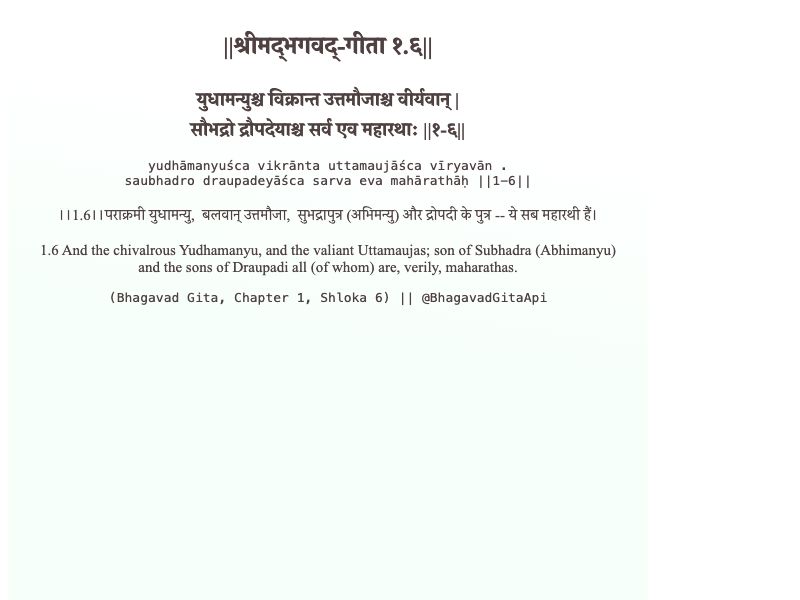 ||श्रीमद्‍भगवद्‍-गीता १.६||
युधामन्युश्च विक्रान्त उत्तमौजाश्च वीर्यवान् |
सौभद्रो द्रौपदेयाश्च सर्व एव महारथाः ||१-६||
yudhāmanyuśca vikrānta uttamaujāśca vīryavān .
saubhadro draupadeyāśca sarva eva mahārathāḥ ||1-6||
।।1.6।।पराक्रमी युधामन्यु,  बलवान् उत्तमौजा,  सुभद्रापुत्र (अभिमन्यु) और द्रोपदी के पुत्र -- ये सब महारथी हैं।
1.6 And the chivalrous Yudhamanyu, and the valiant Uttamaujas; son of Subhadra (Abhimanyu)
and the sons of Draupadi all (of whom) are, verily, maharathas.
(Bhagavad Gita, Chapter 1, Shloka 6) || @BhagavadGitaApi